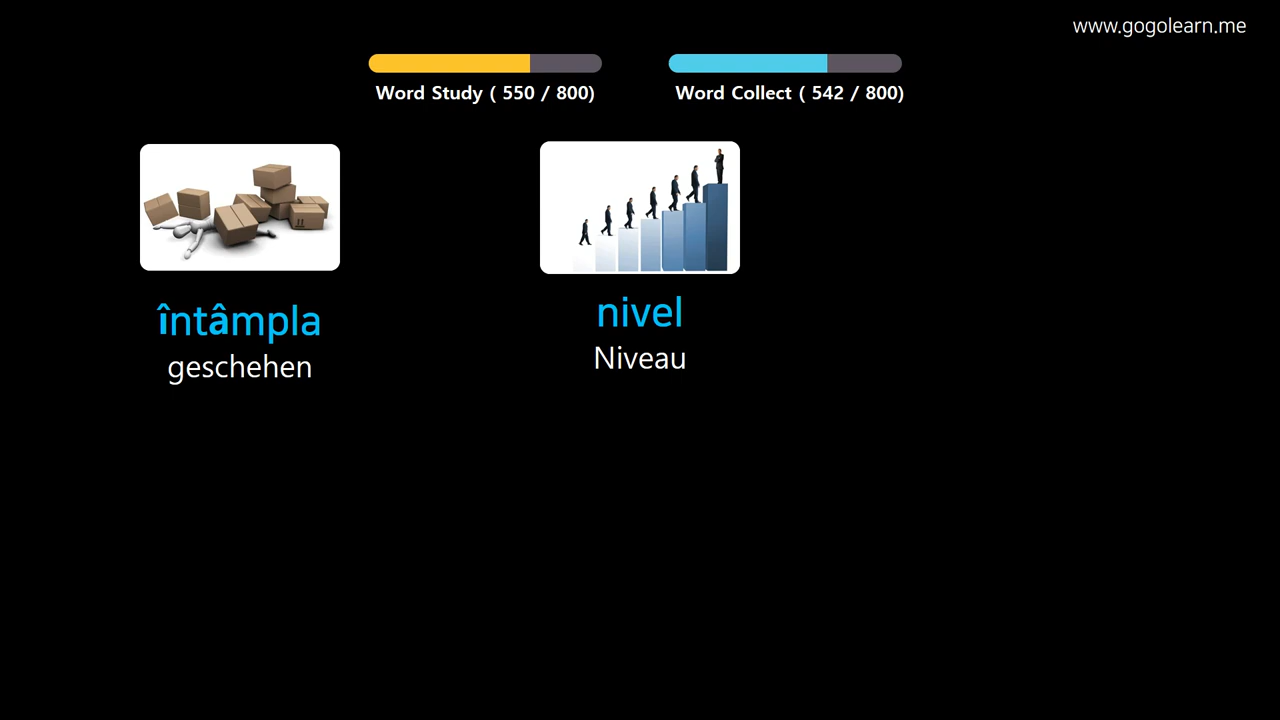 www.gogolearn.me
Word Study ( 550 / 800)
Word Collect ( 542 / 800)
întâmpla
geschehen
nivel
Niveau